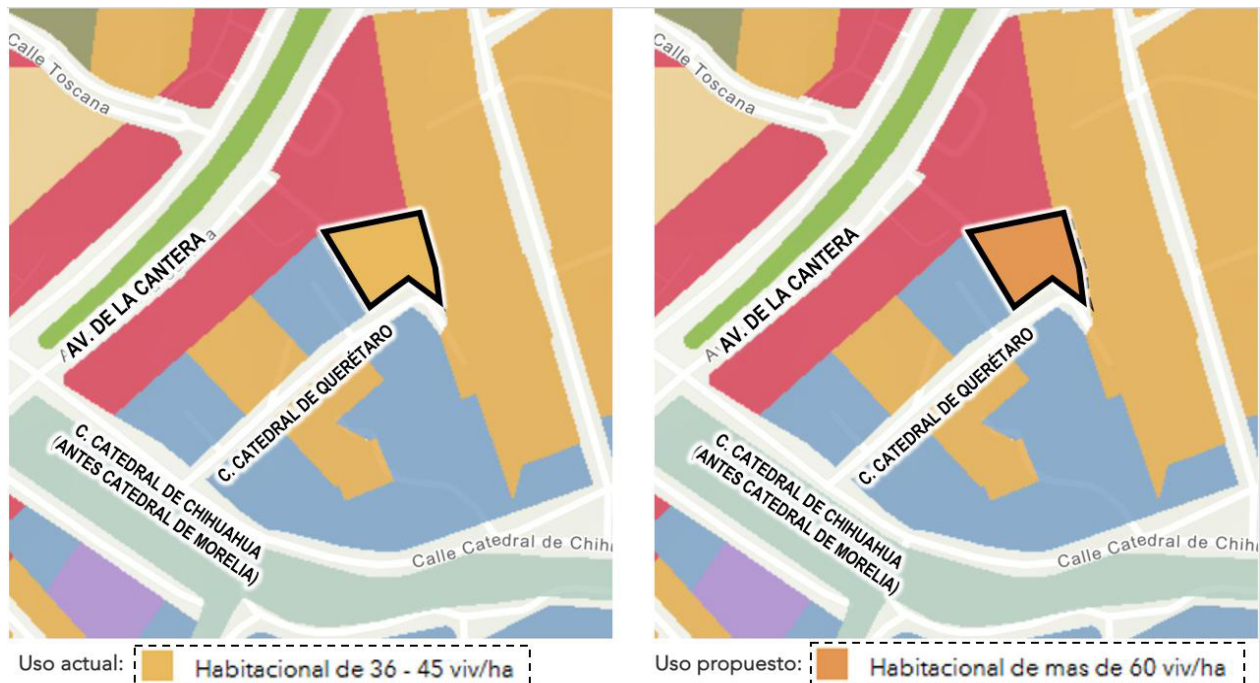 Calle Toscana
AV. DE LA CANTERA
C. CATEDRAL DE QUERÉTARO
C. CATEDRAL DE CHIHUAHUA
(ANTES CATEDRAL DE MORELIA)
Calle Catedral de Chih
Uso actual: Habitacional de 36 - 45 viv/ha
Calle Toscana
AV. DE LA CANTERA
C. CATEDRAL DE QUERÉTARO
C. CATEDRAL DE CHIHUAHUA
(ANTES CATEDRAL DE MORELIA)
Calle Catedral de Chih
Uso propuesto: Habitacional de mas de 60 viv/ha